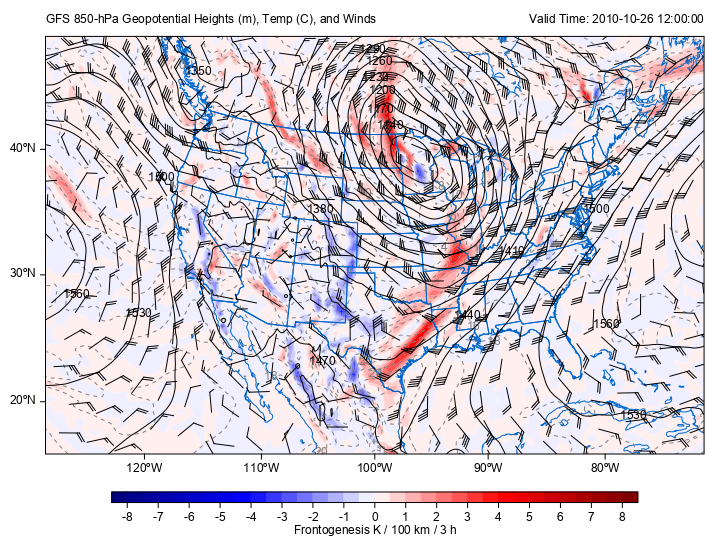 GFS 850-hPa Geopotential Heights (m), Temp (C), and Winds Valid Time: 2010-10-26 12:00:00
1290
1350 1260
1230
1200
1170
1140
40°N
1500
1380 1500
1410
30°N
1560
1530 1440
1560
1470
20°N
1530
120°W 110°W 100°W 90°W 80°W
-8 -7 -6 -5 -4 -3 -2 -1 0 1 2 3 4 5 6 7 8
Frontogenesis K / 100 km / 3 h